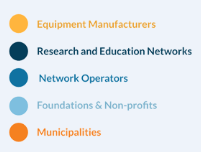 Equipment Manufacturers
Research and Education Networks
Network Operators
Foundations & Non-profits
Municipalities